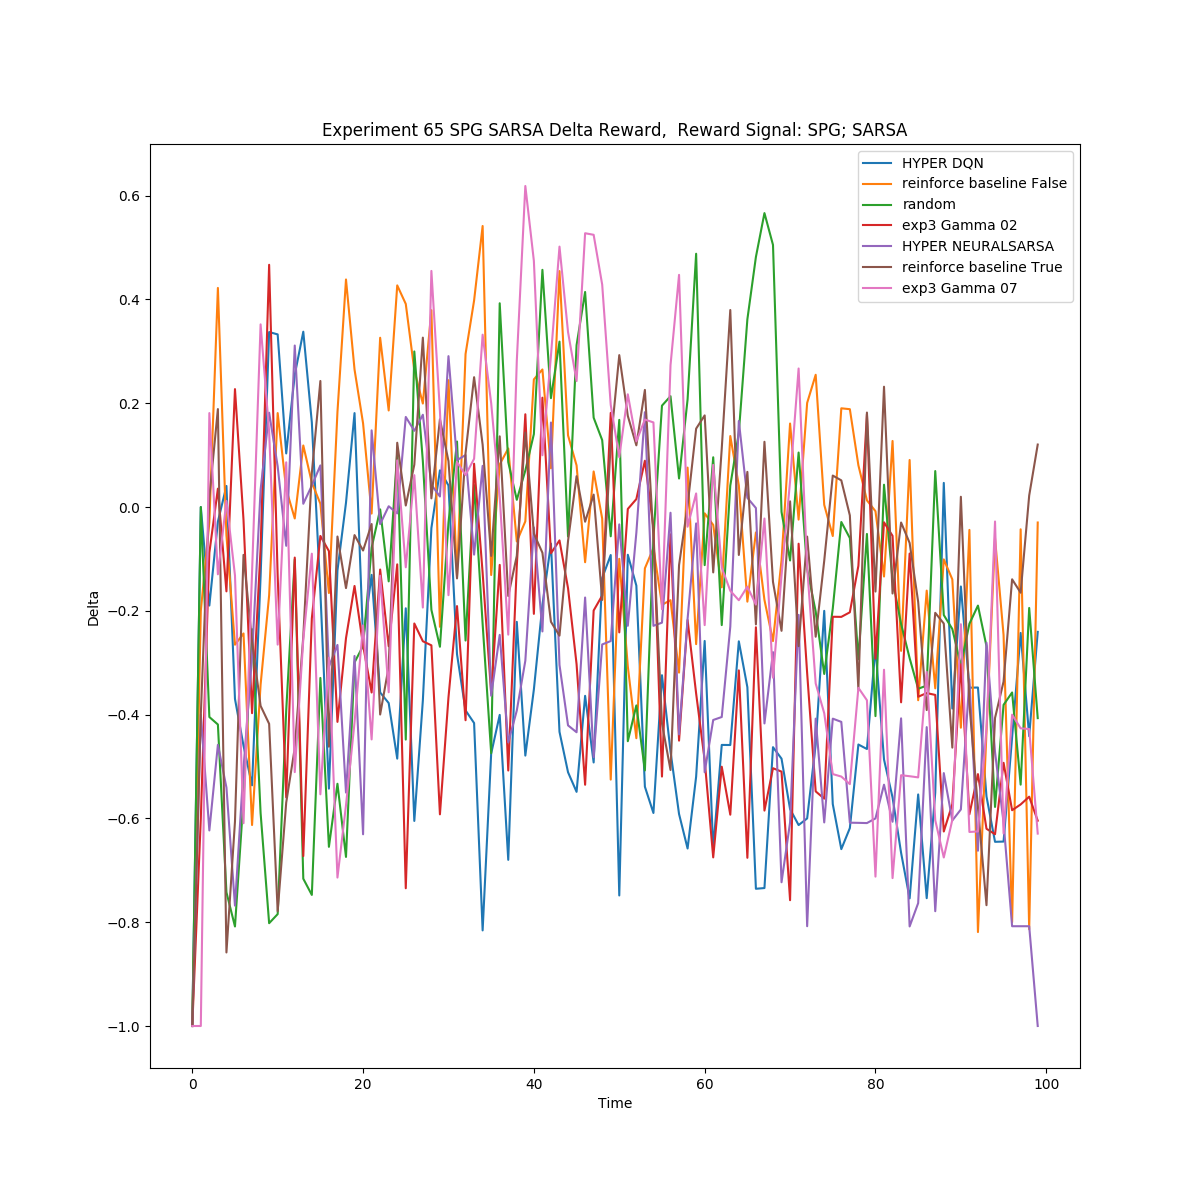 Experiment 65 SPG SARSA Delta Reward,  Reward Signal: SPG; SARSA
HYPER DQN
reinforce baseline False
random
exp3 Gamma 02
HYPER NEURALSARSA
reinforce baseline True
exp3 Gamma 07
0.6
0.4
0.2
0.0
−0.2
−0.4
−0.6
−0.8
−1.0
Delta
0 20 40 60 80 100
Time